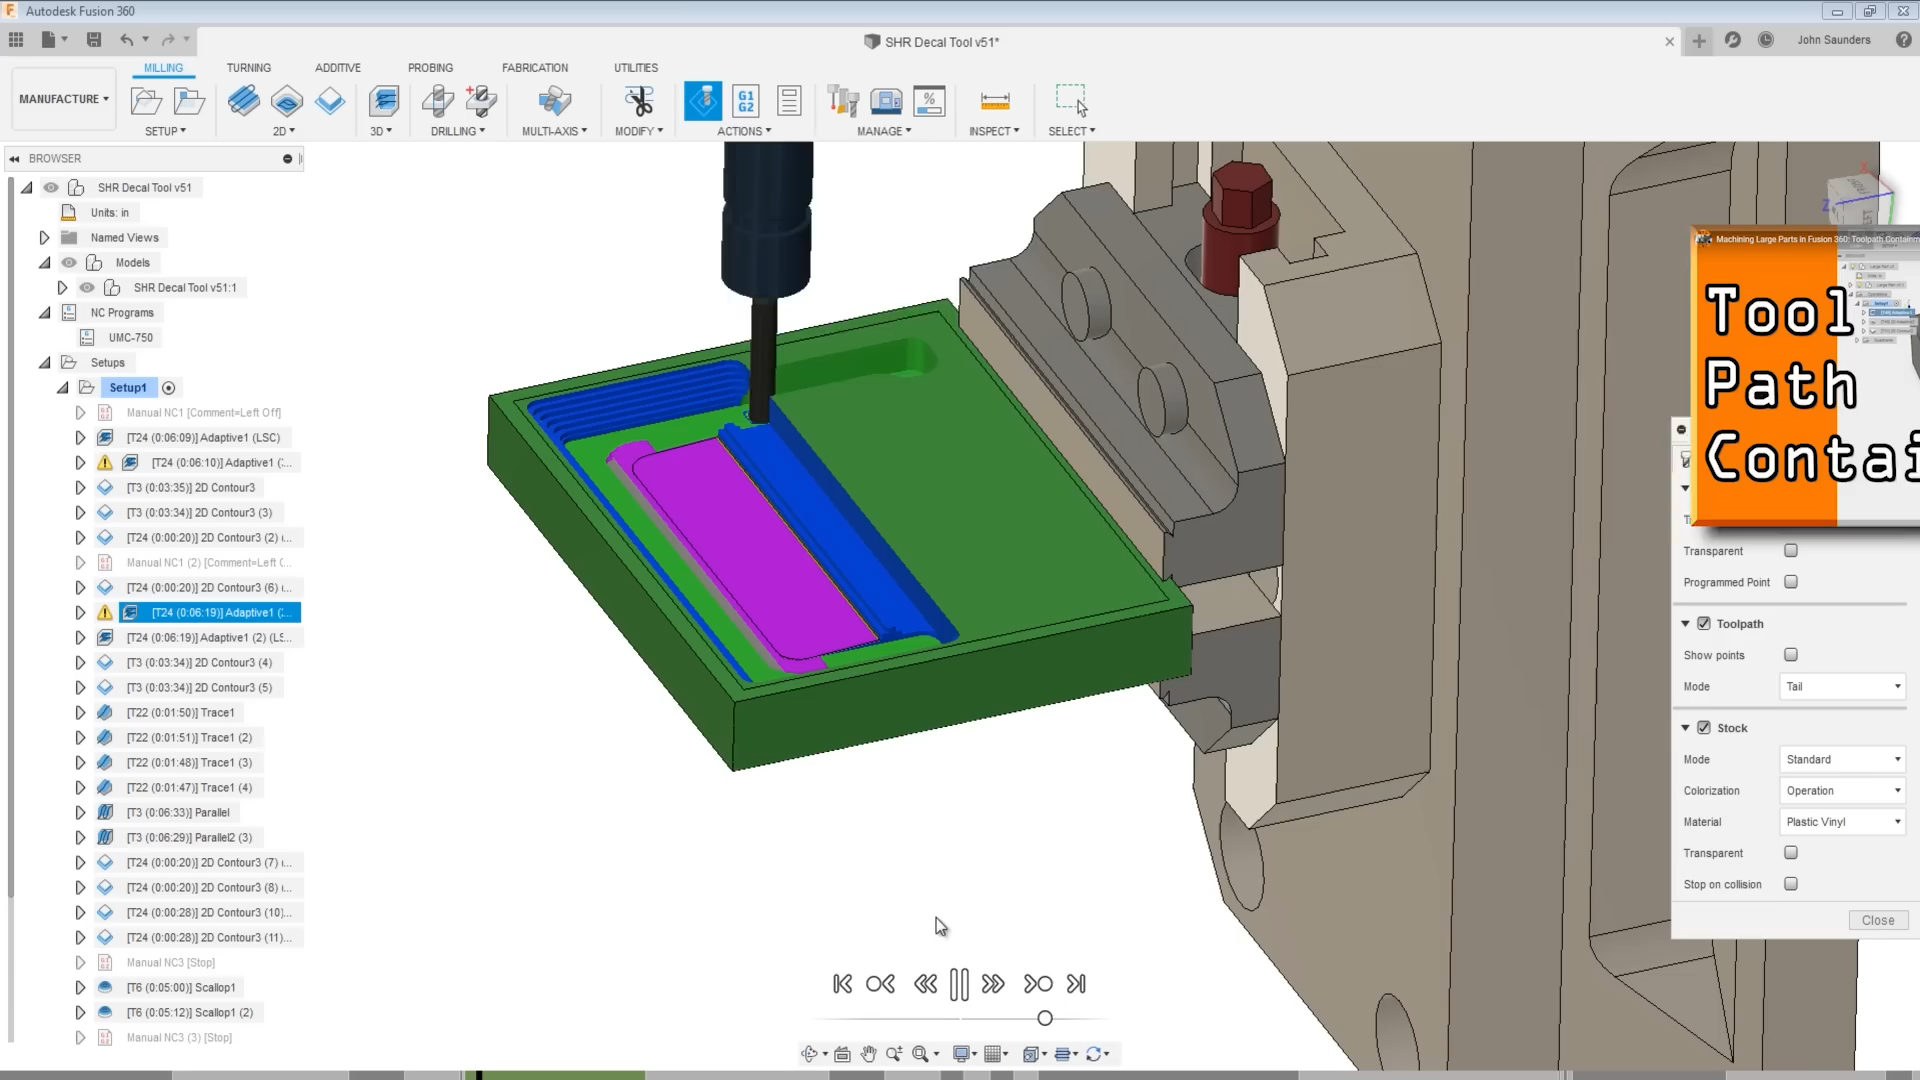 Autodesk Fusion 360
SHR Decal Tool v51*
John Saunders
MILLING
TURNING
ADDITIVE
PROBING
FABRICATION
UTILITIES
MANUFACTURE
G1
G2
%
SETUP
2D
3D
DRILLING
MULTI-AXIS
MODIFY
ACTIONS
MANAGE
INSPECT
SELECT
BROWSER
SHR Decal Tool v51
Units: in
Named Views
Models
SHR Decal Tool v51:1
NC Programs
UMC-750
Setups
Setup1
Manual NC1 [Comment=Left Off]
[T24 (0:06:09)] Adaptive1 (LSC)
[T24 (0:06:10)] Adaptive1 (:...
[T3 (0:03:35)] 2D Contour3
[T3 (0:03:34)] 2D Contour3 (3)
[T24 (0:00:20)] 2D Contour3 (2) (...
Manual NC1 (2) [Comment=Left C...
[T24 (0:00:20)] 2D Contour3 (6) (...
[T24 (0:06:19)] Adaptive1 (:...
[T24 (0:06:19)] Adaptive1 (2) (LS...
[T3 (0:03:34)] 2D Contour3 (4)
[T3 (0:03:34)] 2D Contour3 (5)
[T22 (0:01:50)] Trace1
[T22 (0:01:51)] Trace1 (2)
[T22 (0:01:48)] Trace1 (3)
[T22 (0:01:47)] Trace1 (4)
[T3 (0:06:33)] Parallel
[T3 (0:06:29)] Parallel2 (3)
[T24 (0:00:20)] 2D Contour3 (7) (...
[T24 (0:00:20)] 2D Contour3 (8) (...
[T24 (0:00:28)] 2D Contour3 (10)...
[T24 (0:00:28)] 2D Contour3 (11)...
Manual NC3 [Stop]
[T6 (0:05:00)] Scallop1
[T6 (0:05:12)] Scallop1 (2)
Manual NC3 (3) [Stop]
X
Z
Machining Large Parts in Fusion 360: Toolpath Containm
Tool
Path
Contai
Transparent
Programmed Point
Toolpath
Show points
Mode
Tail
Stock
Mode
Standard
Colorization
Operation
Material
Plastic Vinyl
Transparent
Stop on collision
Close